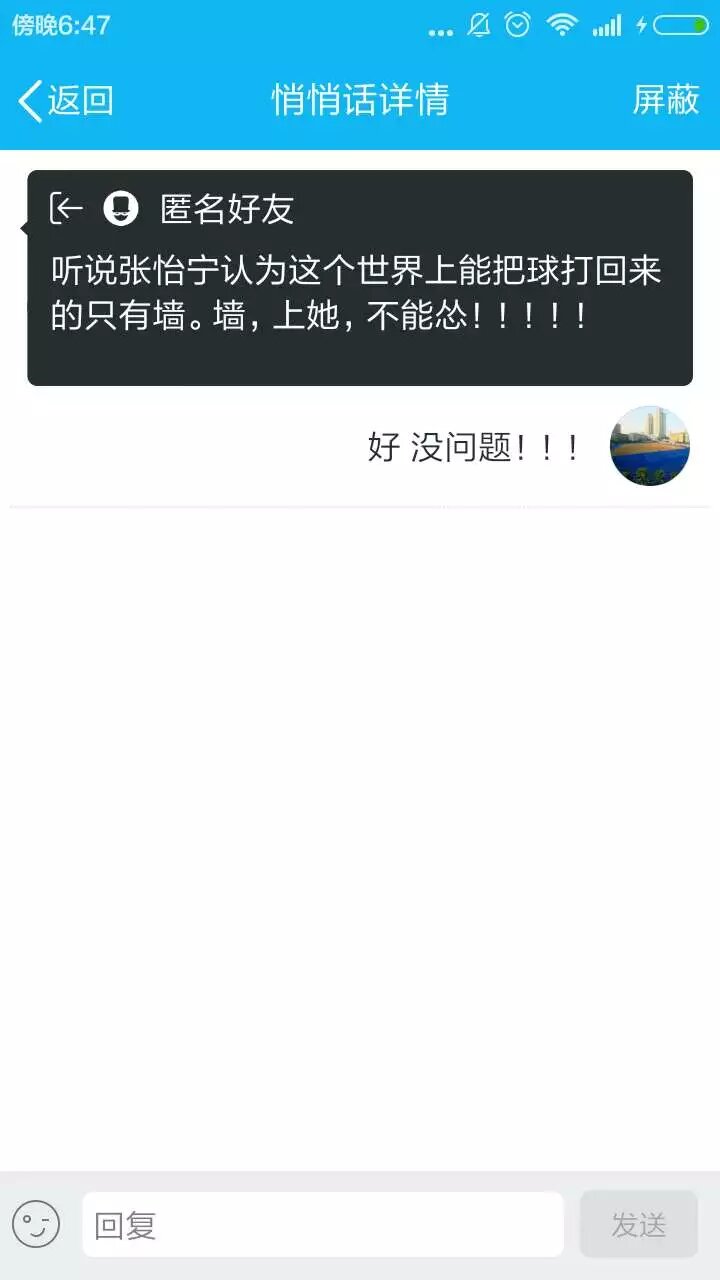 傍晚6:47
返回 悄悄话详情 屏蔽
匿名好友
听说张怡宁认为这个世界上能把球打回来
的只有墙。墙，上她，不能怂！！！！！
好 没问题！！！
回复 发送